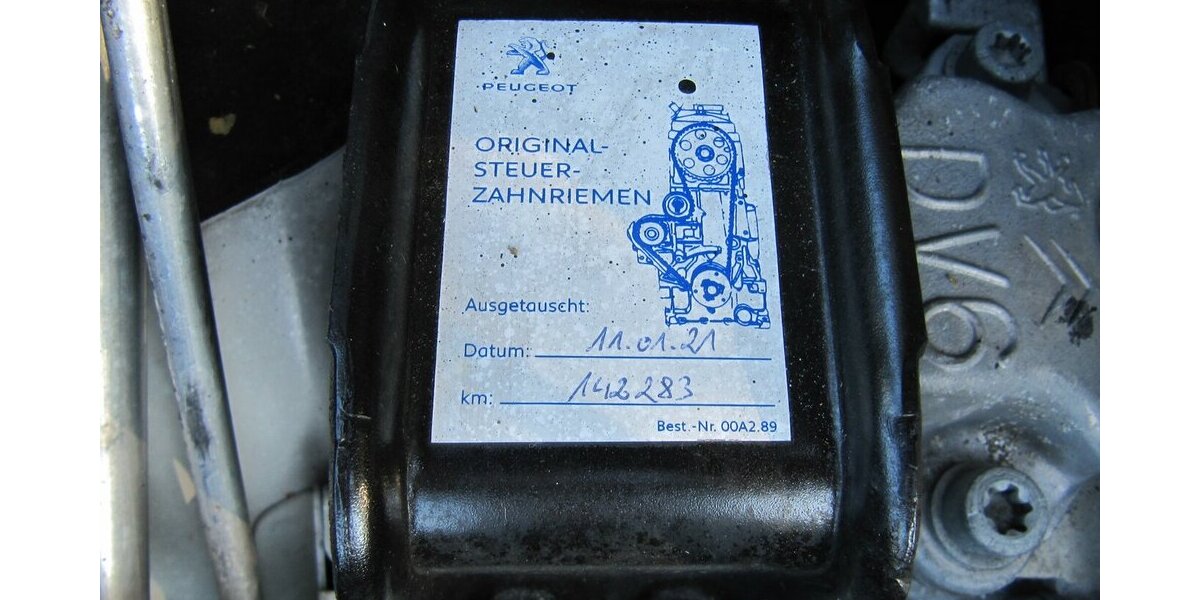 PEUGEOT
ORIGINAL-
STEUER-
ZAHNRIEMEN
Ausgetauscht:
Datum: 11.01.21
km: 142283
Best.-Nr. 00A2.89
DV6